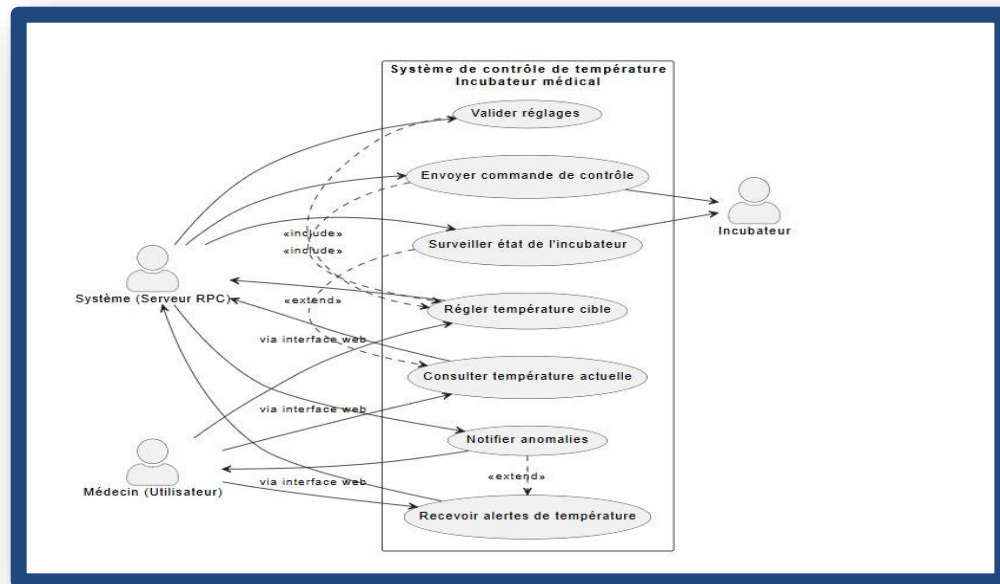 Système de contrôle de température
Incubateur médical
Valider réglages
Envoyer commande de contrôle
Incubateur
«include»
Surveiller état de l'incubateur
«include»
Système (Serveur RPC)
«extend»
Régler température cible
via interface web
Consulter température actuelle
via interface web
Notifier anomalies
«extend»
via interface web
Médecin (Utilisateur)
Recevoir alertes de température